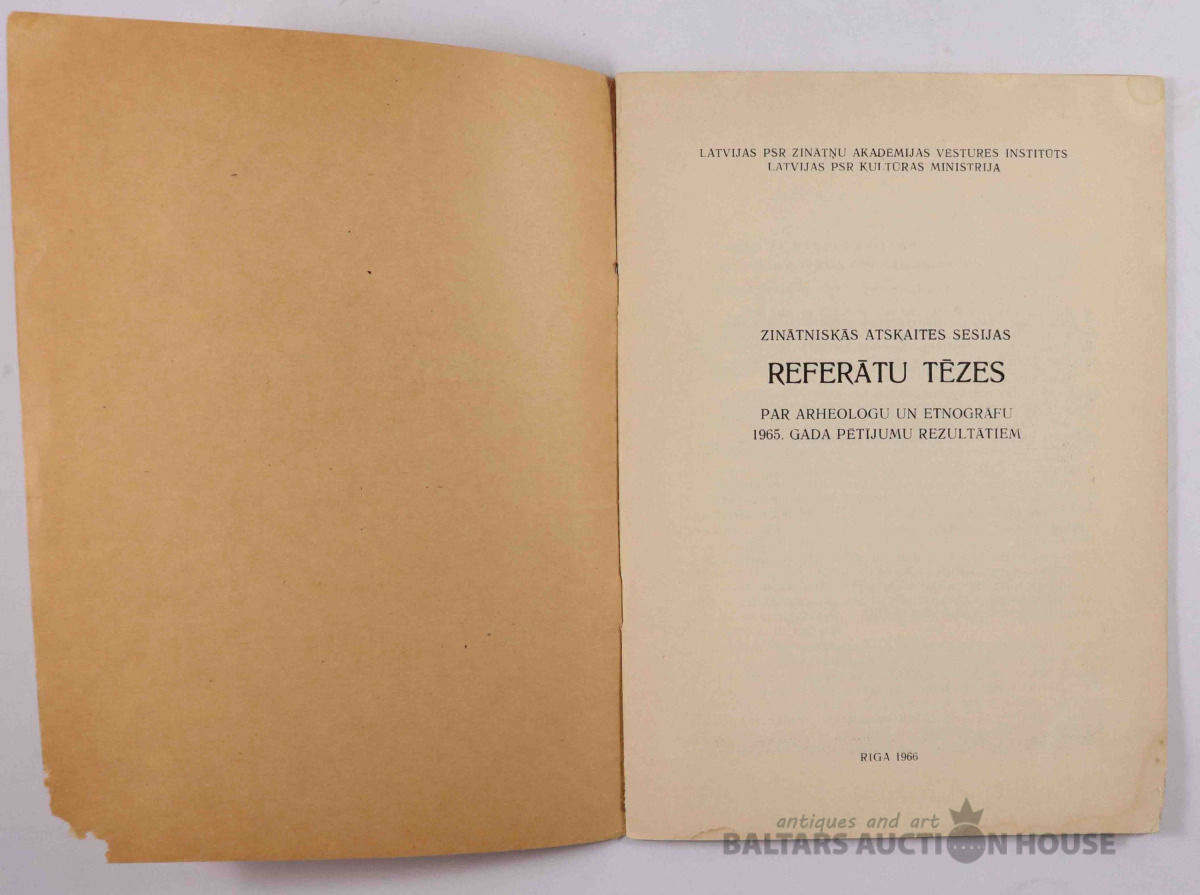 LATVIJAS PSR ZINĀTŅU AKADĒMIJAS VĒSTURES INSTITŪTS
LATVIJAS PSR KULTŪRAS MINISTRIJA
ZINĀTNISKĀS ATSKAITES SESIJAS
REFERĀTU TĒZES
PAR ARHEOLOGU UN ETNOGRĀFU
1965. GADA PĒTĪJUMU REZULTĀTIEM
RĪGĀ 1966
antiques and art
BALTARS AUCTION HOUSE